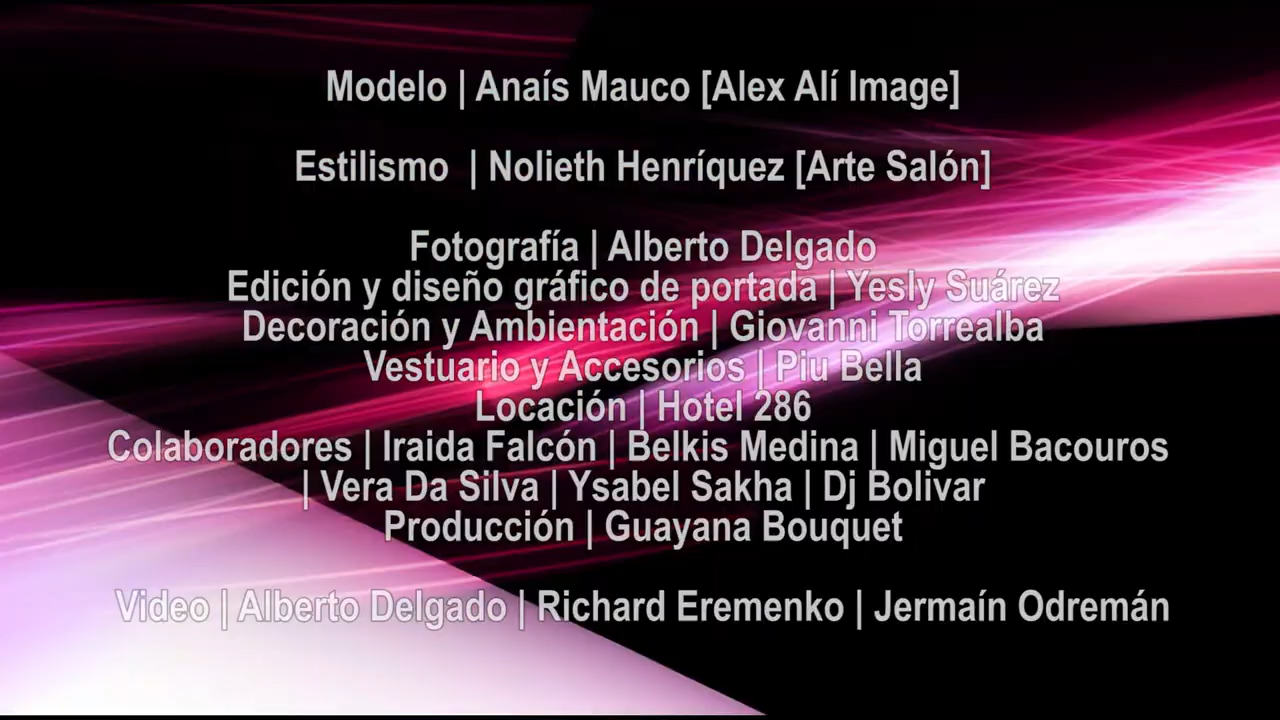 Modelo | Anaís Mauco [Alex Alí Image]
Estilismo | Nolieth Henríquez [Arte Salón]
Fotografía | Alberto Delgado
Edición y diseño gráfico de portada | Yesly Suárez
Decoración y Ambientación | Giovanni Torrealba
Vestuario y Accesorios | Piu Bella
Locación | Hotel 286
Colaboradores | Iraida Falcón | Belkis Medina | Miguel Bacouros
| Vera Da Silva | Ysabel Sakha | Dj Bolivar
Producción | Guayana Bouquet
Video | Alberto Delgado | Richard Eremenko | Jermaín Odremán